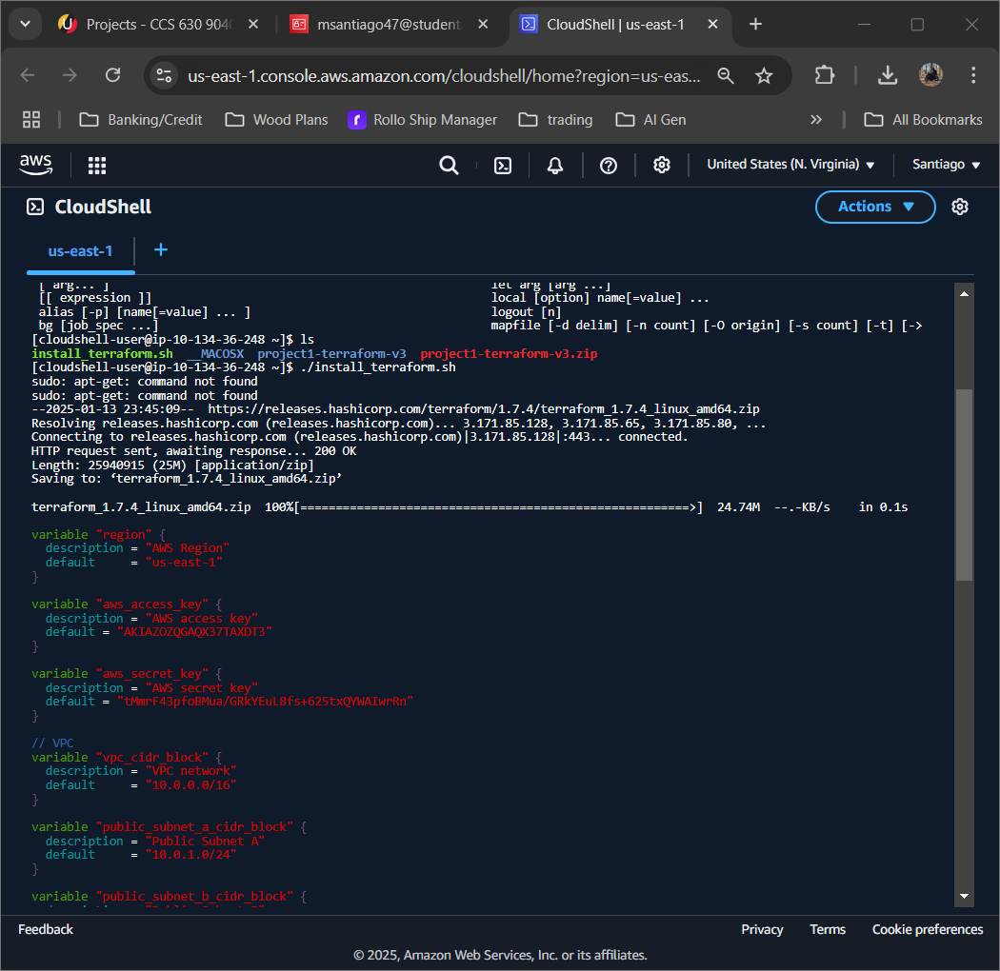 Projects - CCS 630 904
msantiago47@student.
CloudShell | us-east-1
us-east-1.console.aws.amazon.com/cloudshell/home?region=us-eas...
Banking/Credit
Wood Plans
Rollo Ship Manager
trading
AI Gen
All Bookmarks
aws
United States (N. Virginia)
Santiago
CloudShell
Actions
us-east-1
[ arg... ] let arg [arg ...]
[[ expression ]] local [option] name[=value] ...
alias [-p] [name[=value] ... ] logout [n]
bg [job_spec ...] mapfile [-d delim] [-n count] [-O origin] [-s count] [-t] [->
[cloudshell-user@ip-10-134-36-248 ~]$ ls
install_terraform.sh __MACOSX project1-terraform-v3 project1-terraform-v3.zip
[cloudshell-user@ip-10-134-36-248 ~]$ ./install_terraform.sh
sudo: apt-get: command not found
sudo: apt-get: command not found
--2025-01-13 23:45:09-- https://releases.hashicorp.com/terraform/1.7.4/terraform_1.7.4_linux_amd64.zip
Resolving releases.hashicorp.com (releases.hashicorp.com)... 3.171.85.128, 3.171.85.65, 3.171.85.80, ...
Connecting to releases.hashicorp.com (releases.hashicorp.com)|3.171.85.128|:443... connected.
HTTP request sent, awaiting response... 200 OK
Length: 25940915 (25M) [application/zip]
Saving to: ‘terraform_1.7.4_linux_amd64.zip’
terraform_1.7.4_linux_amd64.zip 100%[=======================================================>] 24.74M --.-KB/s in 0.1s
variable "region" {
description = "AWS Region"
default = "us-east-1"
}
variable "aws_access_key" {
description = "AWS access key"
default = "AKIAZOZQGAQX37TAXDT3"
}
variable "aws_secret_key" {
description = "AWS secret key"
default = "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"
}
// VPC
variable "vpc_cidr_block" {
description = "VPC network"
default = "10.0.0.0/16"
}
variable "public_subnet_a_cidr_block" {
description = "Public Subnet A"
default = "10.0.1.0/24"
}
variable "public_subnet_b_cidr_block" {
Feedback
Privacy
Terms
Cookie preferences
© 2025, Amazon Web Services, Inc. or its affiliates.